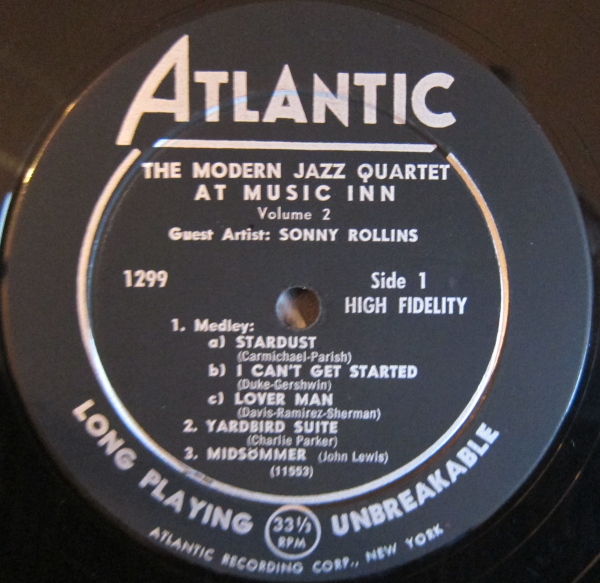 ATLANTIC
THE MODERN JAZZ QUARTET
AT MUSIC INN
Volume 2
Guest Artist: SONNY ROLLINS
1299
Side 1
HIGH FIDELITY
1. Medley:
a) STARDUST
(Carmichael-Parish)
b) I CAN'T GET STARTED
(Duke-Gershwin)
c) LOVER MAN
(Davis-Ramirez-Sherman)
2. YARDBIRD SUITE
(Charlie Parker)
3. MIDSÖMMER (John Lewis)
(11553)
LONG PLAYING 33⅓ RPM UNBREAKABLE
ATLANTIC RECORDING CORP., NEW YORK